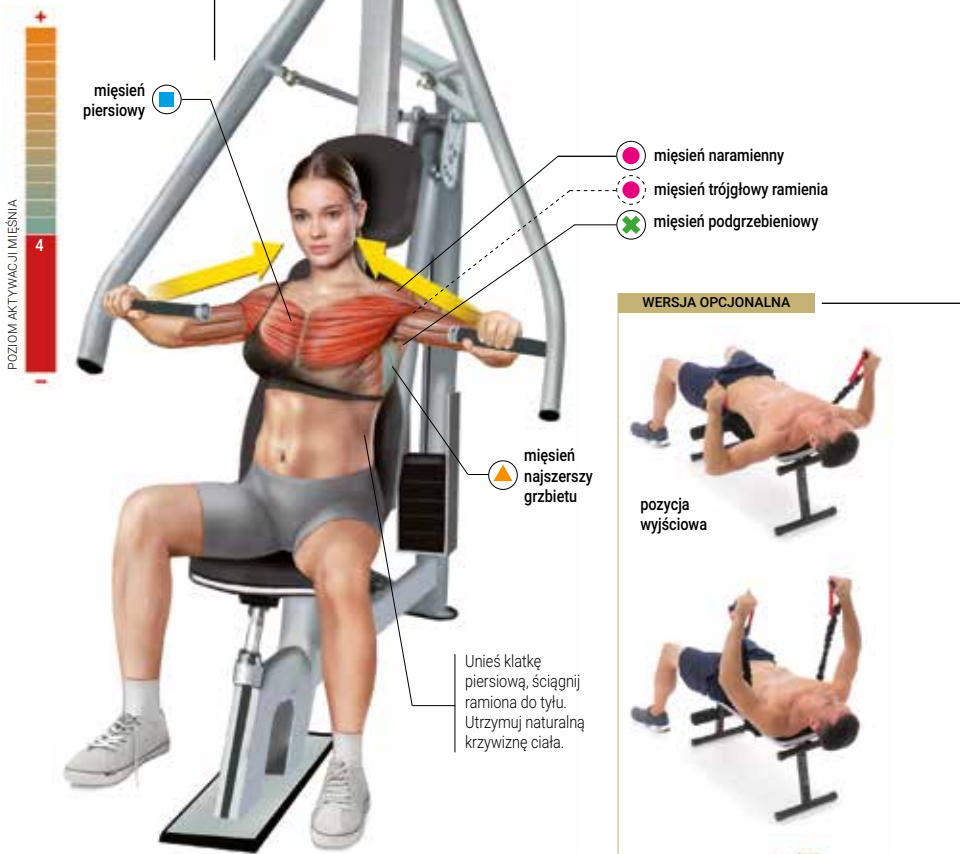 +
POZIOM AKTYWACJI MIĘŚNIA
4
-
mięsień
piersiowy
mięsień naramienny
mięsień trójgłowy ramienia
mięsień podgrzebieniowy
mięsień
najszerszy
grzbietu
Unieś klatkę
piersiową, ściągnij
ramiona do tyłu.
Utrzymuj naturalną
krzywiznę ciała.
WERSJA OPCJONALNA
pozycja
wyjściowa